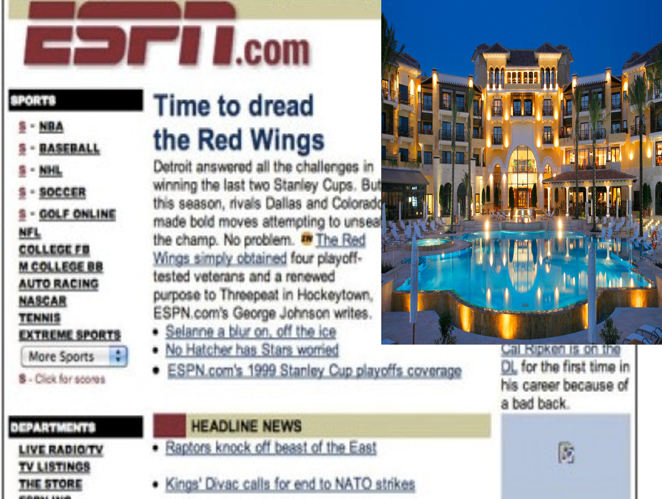 ESPN.com
SPORTS
S - NBA
S - BASEBALL
S - NHL
S - SOCCER
S - GOLF ONLINE
NFL
COLLEGE FB
M COLLEGE BB
AUTO RACING
NASCAR
TENNIS
EXTREME SPORTS
More Sports
S - Click for scores
DEPARTMENTS
LIVE RADIO/TV
TV LISTINGS
THE STORE
ESPN INC
Time to dread
the Red Wings
Detroit answered all the challenges in
winning the last two Stanley Cups. But
this season, rivals Dallas and Colorado
made bold moves attempting to unseat
the champ. No problem. The Red
Wings simply obtained four playoff-
tested veterans and a renewed
purpose to Threepeat in Hockeytown,
ESPN.com's George Johnson writes.
• Selanne a blur on, off the ice
• No Hatcher has Stars worried
• ESPN.com's 1999 Stanley Cup playoffs coverage
HEADLINE NEWS
• Raptors knock off beast of the East
• Kings' Divac calls for end to NATO strikes
Cal Ripken is on the
DL for the first time in
his career because of
a bad back.